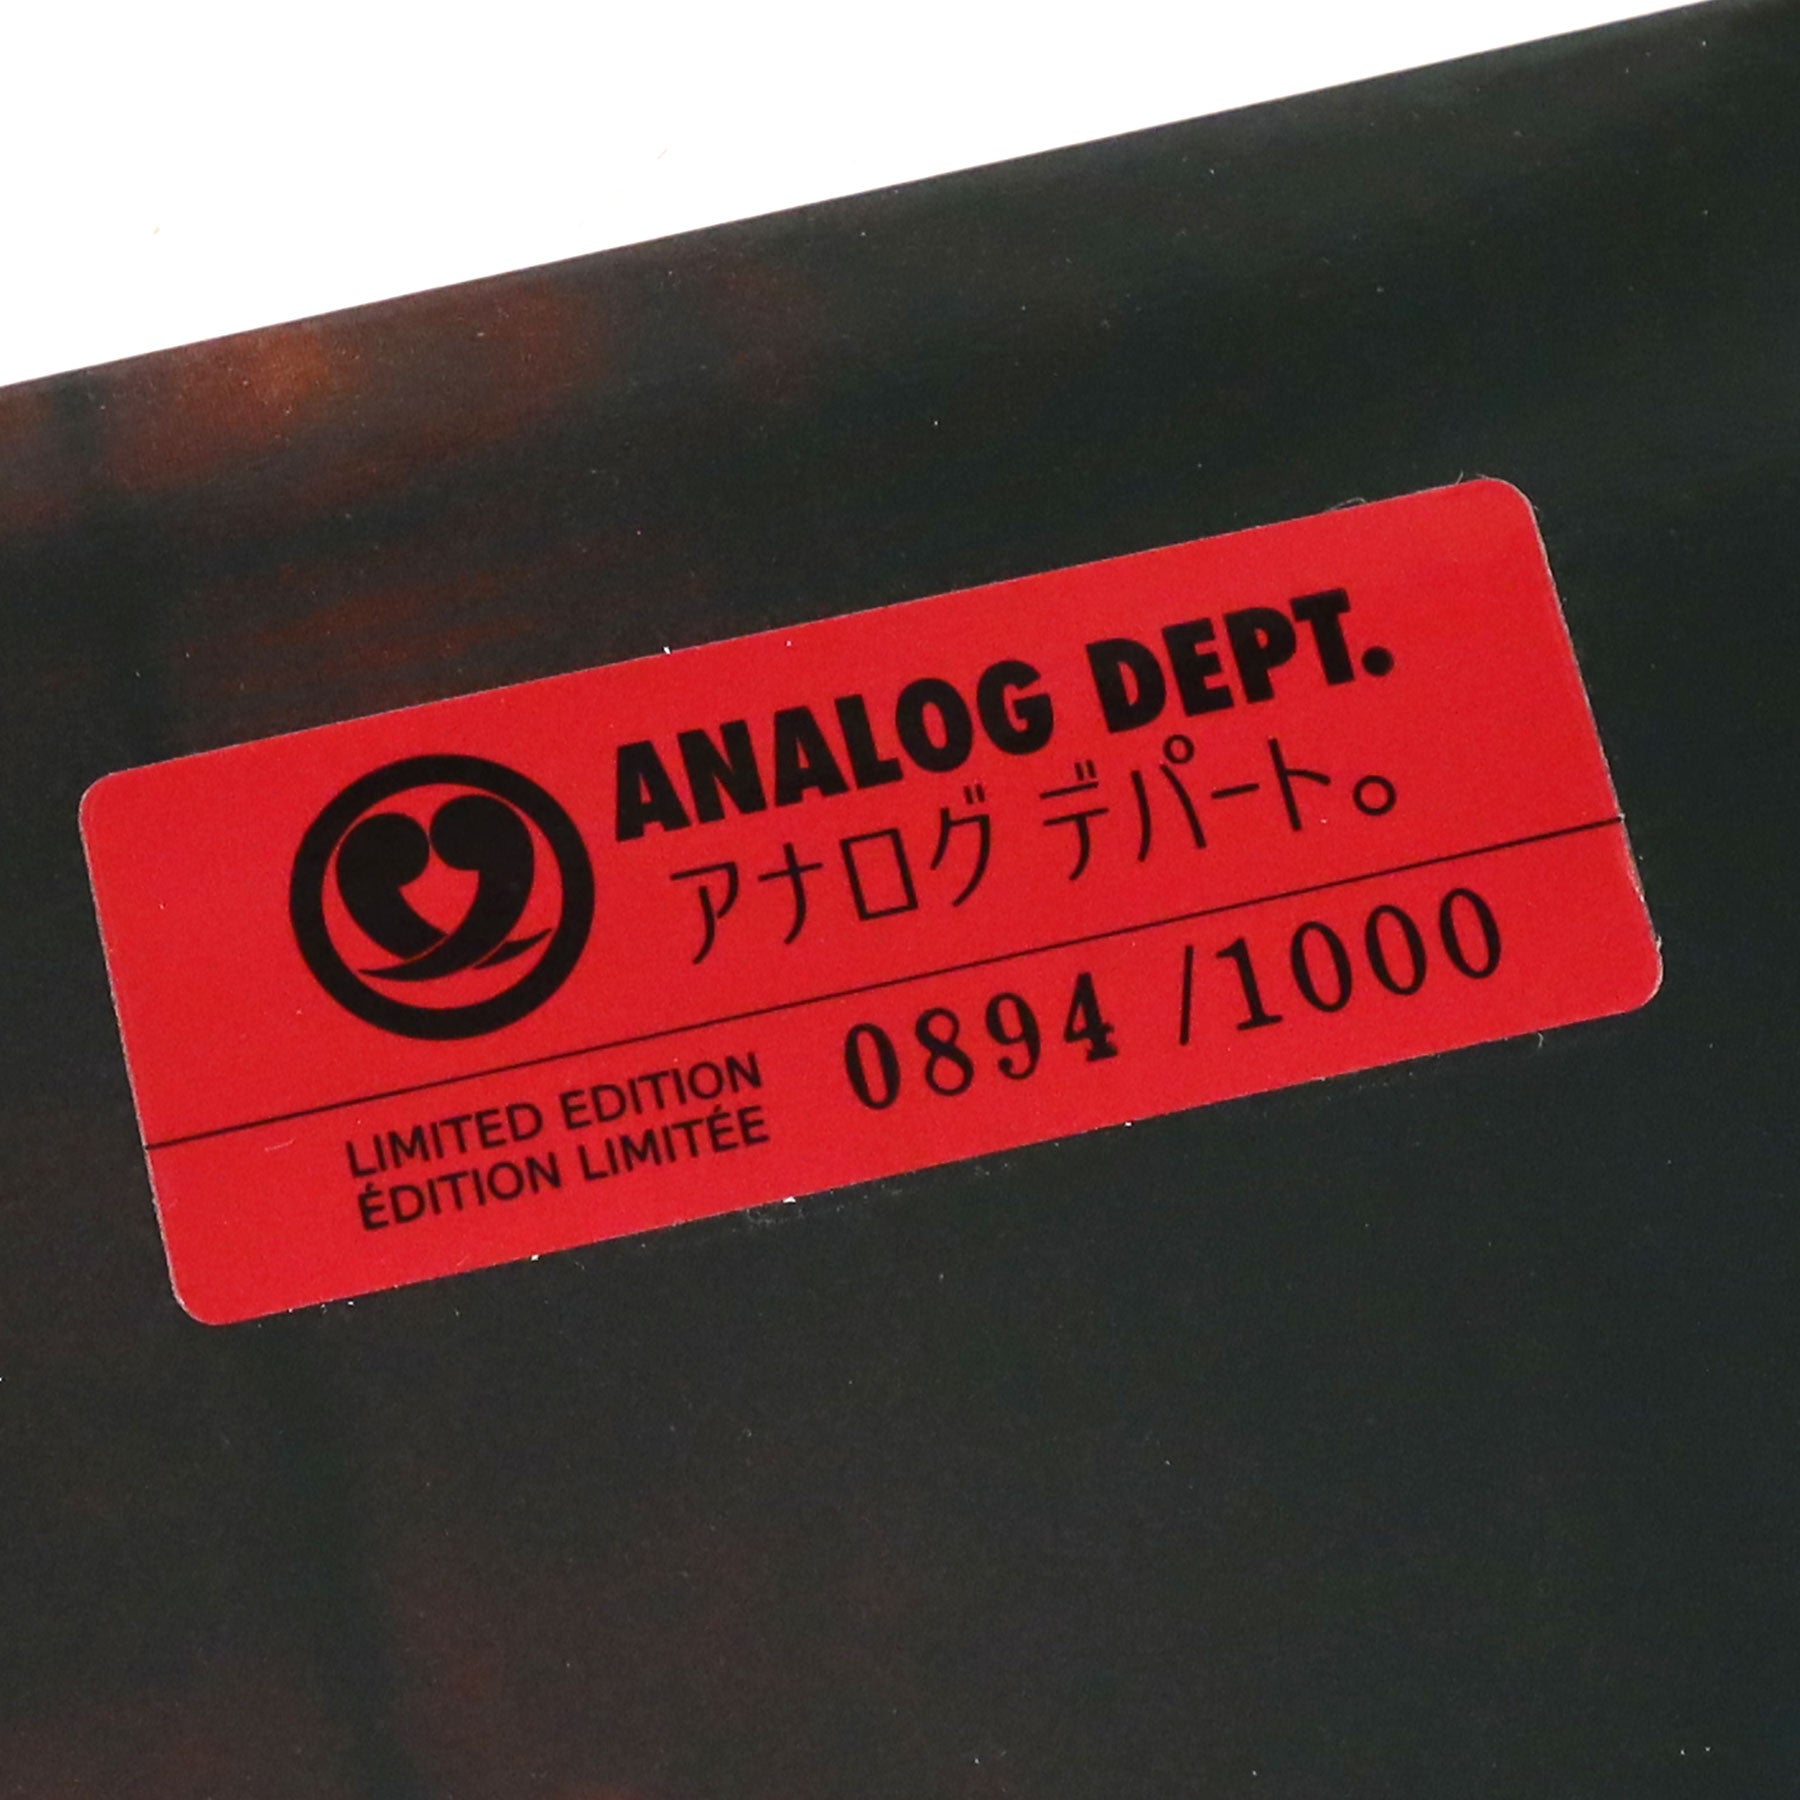 ANALOG DEPT.
アナログ デパート。
LIMITED EDITION
ÉDITION LIMITÉE
0894 /1000